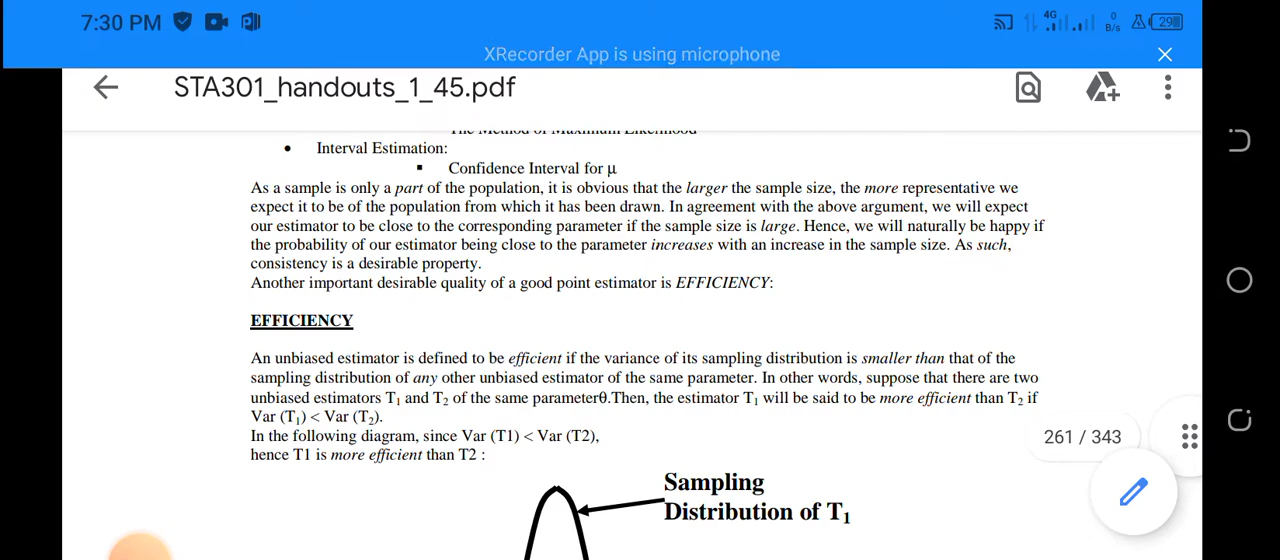 7:30 PM
4G
0
B/s
29
XRecorder App is using microphone
STA301_handouts_1_45.pdf
The Method of Maximum Likelihood
• Interval Estimation:
▪ Confidence Interval for μ
As a sample is only a part of the population, it is obvious that the larger the sample size, the more representative we
expect it to be of the population from which it has been drawn. In agreement with the above argument, we will expect
our estimator to be close to the corresponding parameter if the sample size is large. Hence, we will naturally be happy if
the probability of our estimator being close to the parameter increases with an increase in the sample size. As such,
consistency is a desirable property.
Another important desirable quality of a good point estimator is EFFICIENCY:
EFFICIENCY
An unbiased estimator is defined to be efficient if the variance of its sampling distribution is smaller than that of the
sampling distribution of any other unbiased estimator of the same parameter. In other words, suppose that there are two
unbiased estimators T1 and T2 of the same parameterθ.Then, the estimator T1 will be said to be more efficient than T2 if
Var (T1) < Var (T2).
In the following diagram, since Var (T1) < Var (T2),
hence T1 is more efficient than T2 :
261 / 343
Sampling
Distribution of T1